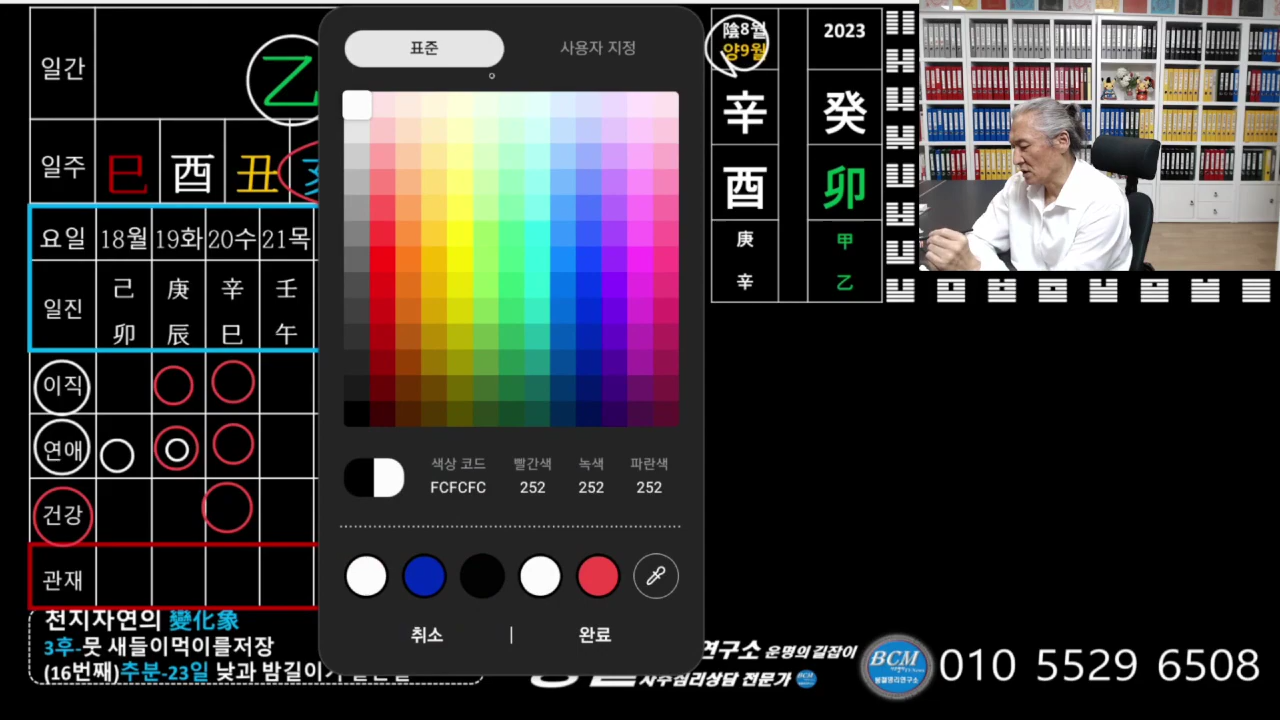 일간
乙
일주
巳 酉 丑
요일 18월 19화 20수 21목
일진
己 庚 辛 壬
卯 辰 巳 午
이직
연애
건강
관재
천지자연의 變化象
3후-뭇 새들이먹이를저장
(16번째)추분-23일 낮과 밤길이가
표준
사용자 지정
색상 코드 빨간색 녹색 파란색
FCFCFC 252 252 252
취소 | 완료
陰8월
양9월
辛
酉
庚
辛
2023
癸
卯
甲
乙
연구소 운명의 길잡이
사주심리상담 전문가
BCM
010 5529 6508